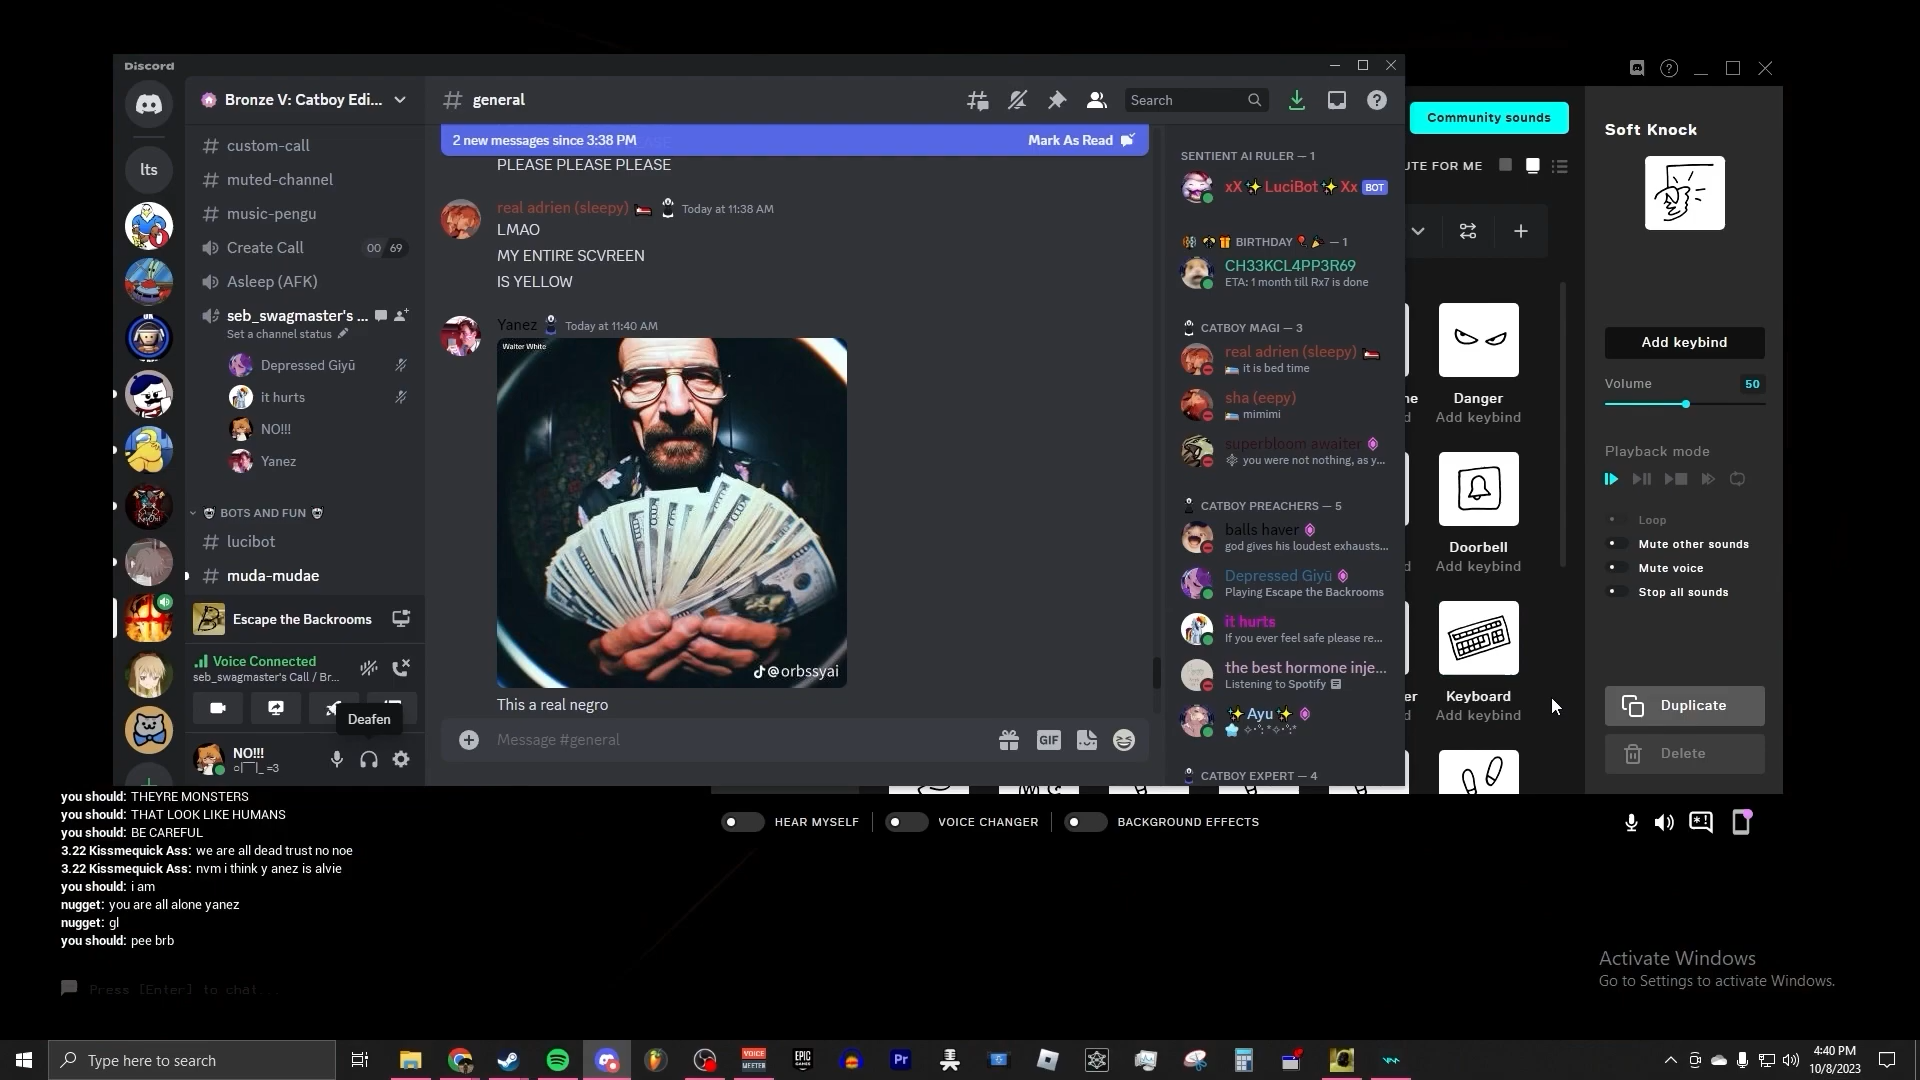 Discord
Bronze V: Catboy Edi...
general
Search
2 new messages since 3:38 PM
Mark As Read
custom-call
muted-channel
music-pengu
Create Call
00 69
Asleep (AFK)
seb_swagmaster's ...
Set a channel status
Depressed Giyū
it hurts
NO!!!
Yanez
BOTS AND FUN
lucibot
muda-mudae
Escape the Backrooms
Voice Connected
seb_swagmaster's Call / Br...
Deafen
NO!!!
lts
PLEASE PLEASE PLEASE
real adrien (sleepy) Today at 11:38 AM
LMAO
MY ENTIRE SCVREEN
IS YELLOW
Yanez Today at 11:40 AM
Walter White
@orbssyai
This a real negro
Message #general
GIF
SENTIENT AI RULER — 1
xX ✨ LuciBot ✨ Xx BOT
BIRTHDAY — 1
CH33KCL4PP3R69
ETA: 1 month till Rx7 is done
CATBOY MAGI — 3
real adrien (sleepy)
it is bed time
sha (eepy)
mimimi
superbloom awaiter
you were not nothing, as y...
CATBOY PREACHERS — 5
balls haver
god gives his loudest exhausts...
Depressed Giyū
Playing Escape the Backrooms
it hurts
If you ever feel safe please re...
the best hormone inje...
Listening to Spotify
✨ Ayu ✨
CATBOY EXPERT — 4
Community sounds
UTE FOR ME
Danger
Add keybind
Doorbell
Add keybind
Keyboard
Add keybind
Soft Knock
Add keybind
Volume 50
Playback mode
Loop
Mute other sounds
Mute voice
Stop all sounds
Duplicate
Delete
HEAR MYSELF
VOICE CHANGER
BACKGROUND EFFECTS
you should: THEYRE MONSTERS
you should: THAT LOOK LIKE HUMANS
you should: BE CAREFUL
3.22 Kissmequick Ass: we are all dead trust no noe
3.22 Kissmequick Ass: nvm i think y anez is alvie
you should: i am
nugget: you are all alone yanez
nugget: gl
you should: pee brb
Press [Enter] to chat...
Activate Windows
Go to Settings to activate Windows.
Type here to search
VOICE
MEETER
EPIC
GAMES
Pr
4:40 PM
10/8/2023